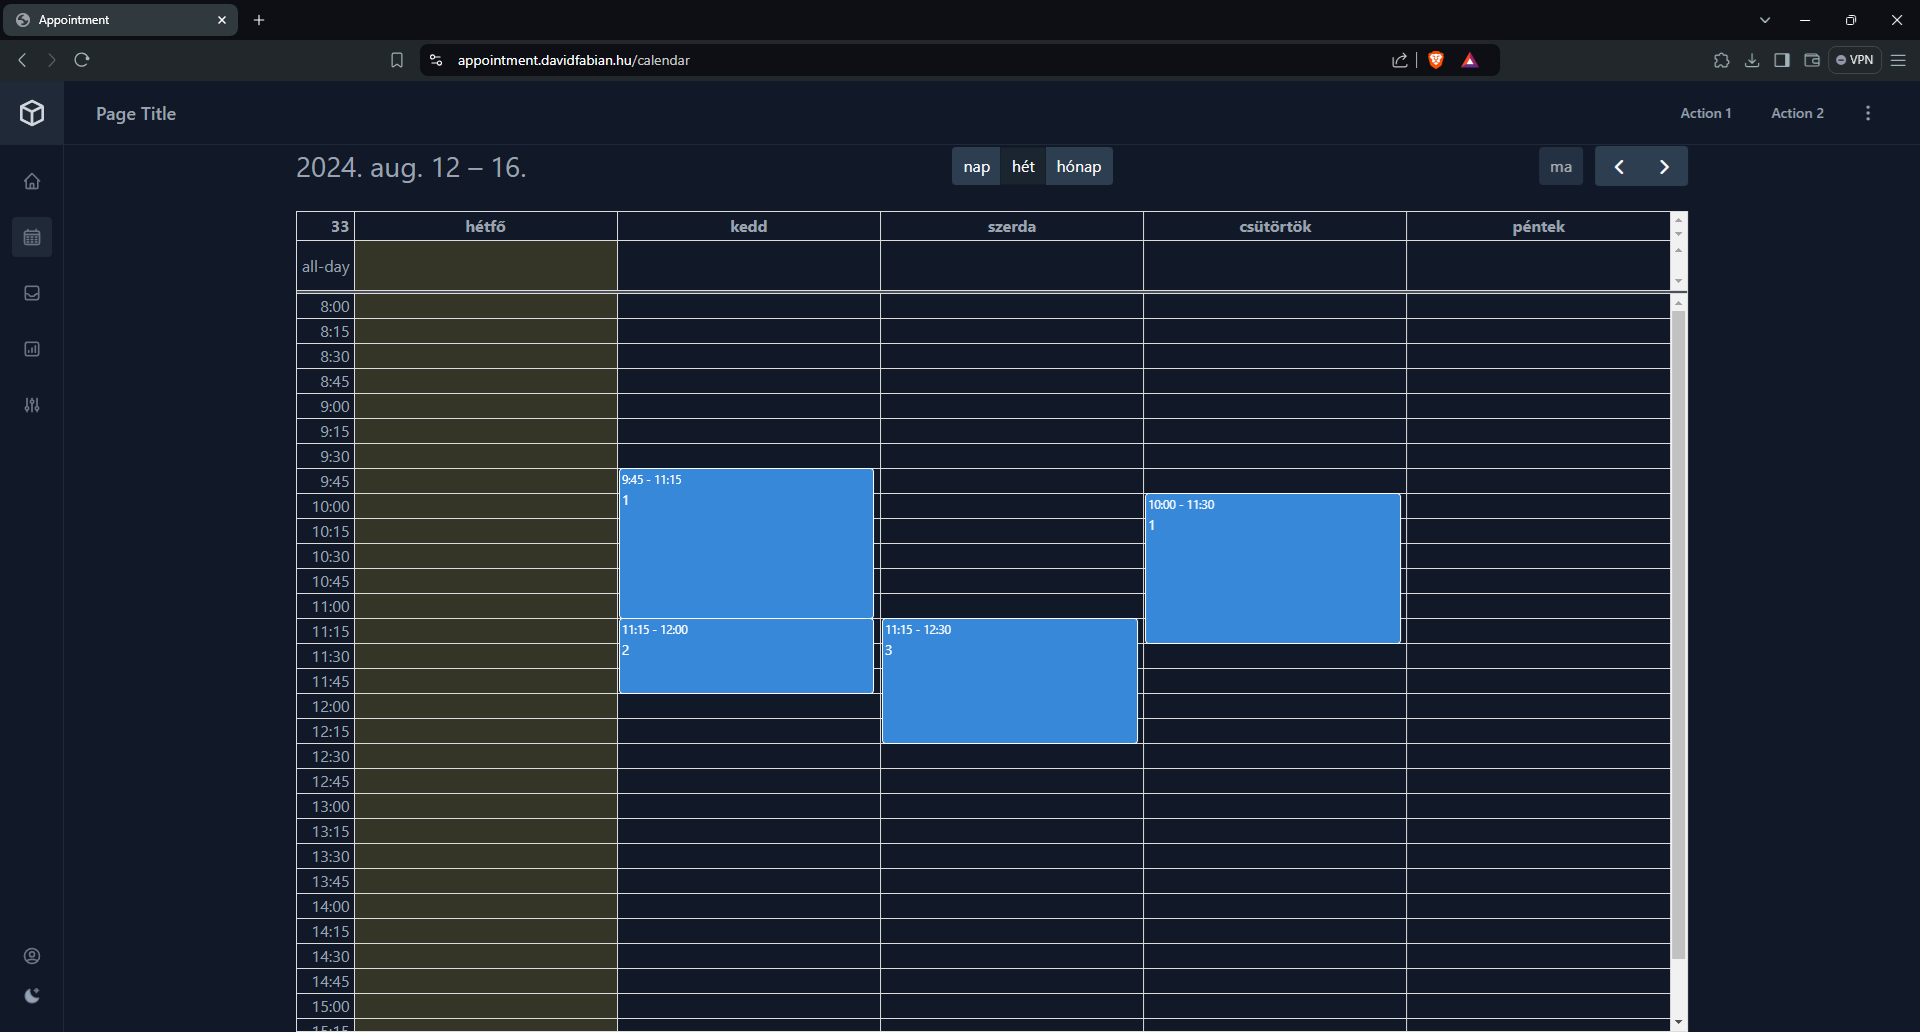 Appointment
appointment.davidfabian.hu/calendar
VPN
Page Title
Action 1
Action 2
2024. aug. 12 – 16.
nap
hét
hónap
ma
33
hétfő
kedd
szerda
csütörtök
péntek
all-day
8:00
8:15
8:30
8:45
9:00
9:15
9:30
9:45
9:45 - 11:15
1
10:00
10:00 - 11:30
1
10:15
10:30
10:45
11:00
11:15
11:15 - 12:00
2
11:15 - 12:30
3
11:30
11:45
12:00
12:15
12:30
12:45
13:00
13:15
13:30
13:45
14:00
14:15
14:30
14:45
15:00
15:15